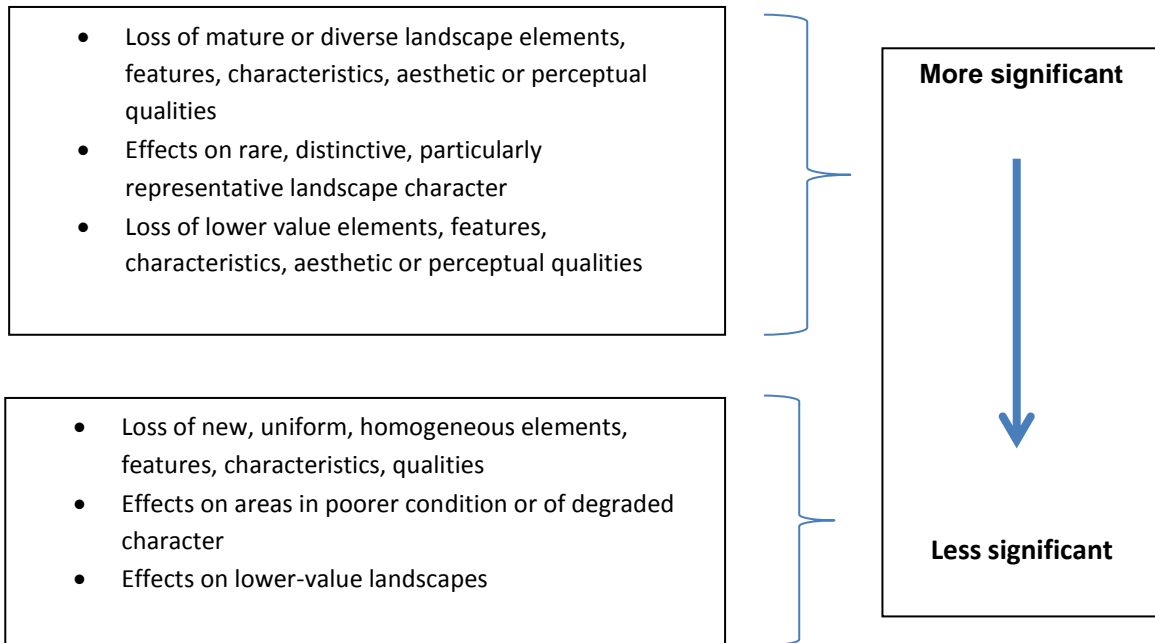 • Loss of mature or diverse landscape elements,
features, characteristics, aesthetic or perceptual
qualities
• Effects on rare, distinctive, particularly
representative landscape character
• Loss of lower value elements, features,
characteristics, aesthetic or perceptual qualities
More significant
• Loss of new, uniform, homogeneous elements,
features, characteristics, qualities
• Effects on areas in poorer condition or of degraded
character
• Effects on lower-value landscapes
Less significant